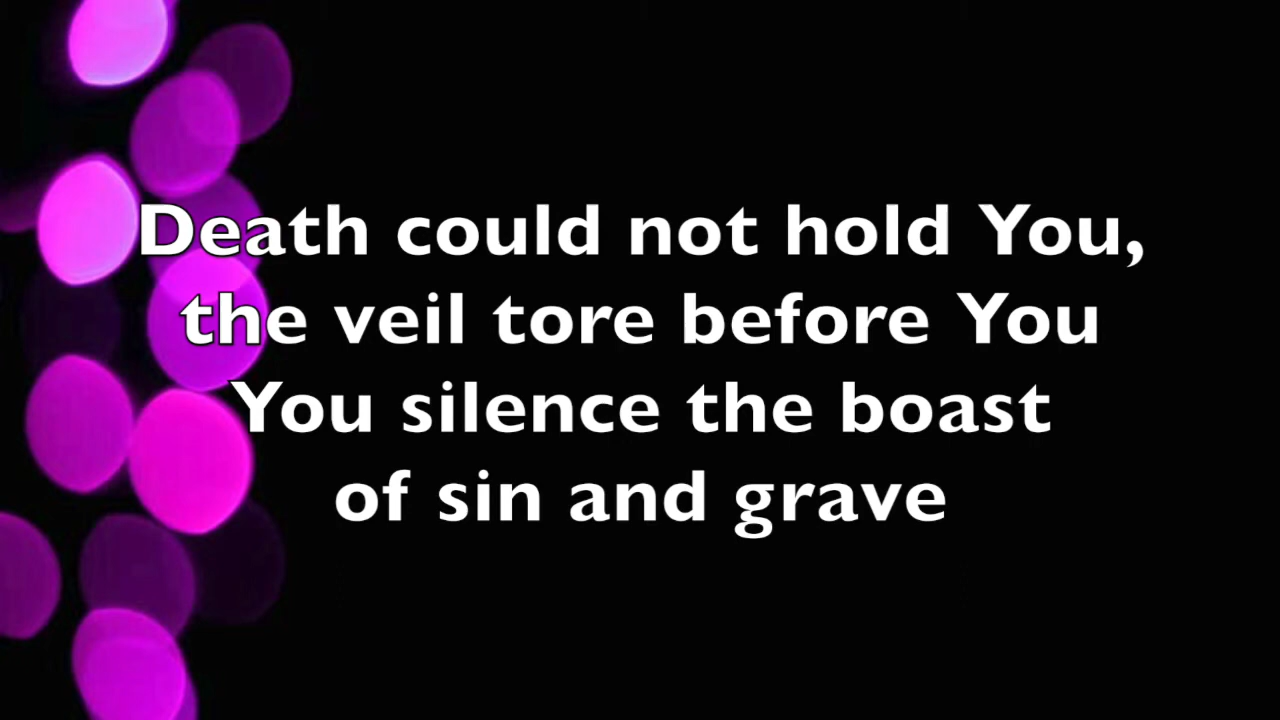 Death could not hold You,
the veil tore before You
You silence the boast
of sin and grave